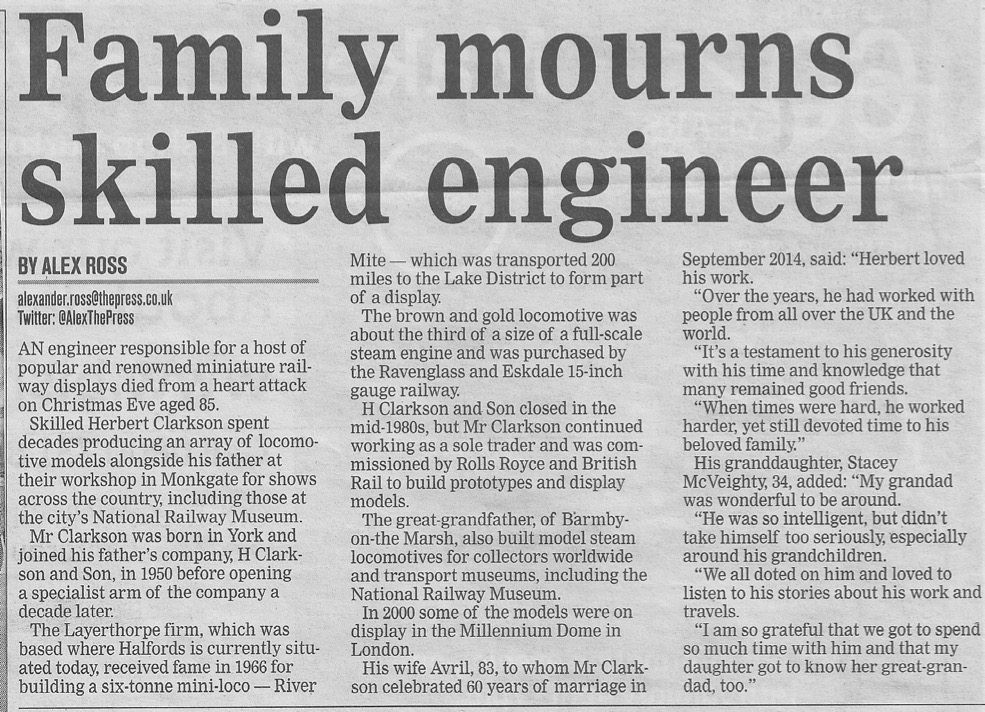 Family mourns
skilled engineer
BY ALEX ROSS
alexander.ross@thepress.co.uk
Twitter: @AlexThePress
AN engineer responsible for a host of
popular and renowned miniature rail-
way displays died from a heart attack
on Christmas Eve aged 85.
Skilled Herbert Clarkson spent
decades producing an array of locomo-
tive models alongside his father at
their workshop in Monkgate for shows
across the country, including those at
the city's National Railway Museum.
Mr Clarkson was born in York and
joined his father's company, H Clark-
son and Son, in 1950 before opening
a specialist arm of the company a
decade later.
The Layerthorpe firm, which was
based where Halfords is currently situ-
ated today, received fame in 1966 for
building a six-tonne mini-loco — River
Mite — which was transported 200
miles to the Lake District to form part
of a display.
The brown and gold locomotive was
about the third of a size of a full-scale
steam engine and was purchased by
the Ravenglass and Eskdale 15-inch
gauge railway.
H Clarkson and Son closed in the
mid-1980s, but Mr Clarkson continued
working as a sole trader and was com-
missioned by Rolls Royce and British
Rail to build prototypes and display
models.
The great-grandfather, of Barmby-
on-the Marsh, also built model steam
locomotives for collectors worldwide
and transport museums, including the
National Railway Museum.
In 2000 some of the models were on
display in the Millennium Dome in
London.
His wife Avril, 83, to whom Mr Clark-
son celebrated 60 years of marriage in
September 2014, said: "Herbert loved
his work.
"Over the years, he had worked with
people from all over the UK and the
world.
"It's a testament to his generosity
with his time and knowledge that
many remained good friends.
"When times were hard, he worked
harder, yet still devoted time to his
beloved family."
His granddaughter, Stacey
McVeighty, 34, added: "My grandad
was wonderful to be around.
"He was so intelligent, but didn't
take himself too seriously, especially
around his grandchildren.
"We all doted on him and loved to
listen to his stories about his work and
travels.
"I am so grateful that we got to spend
so much time with him and that my
daughter got to know her great-gran-
dad, too."